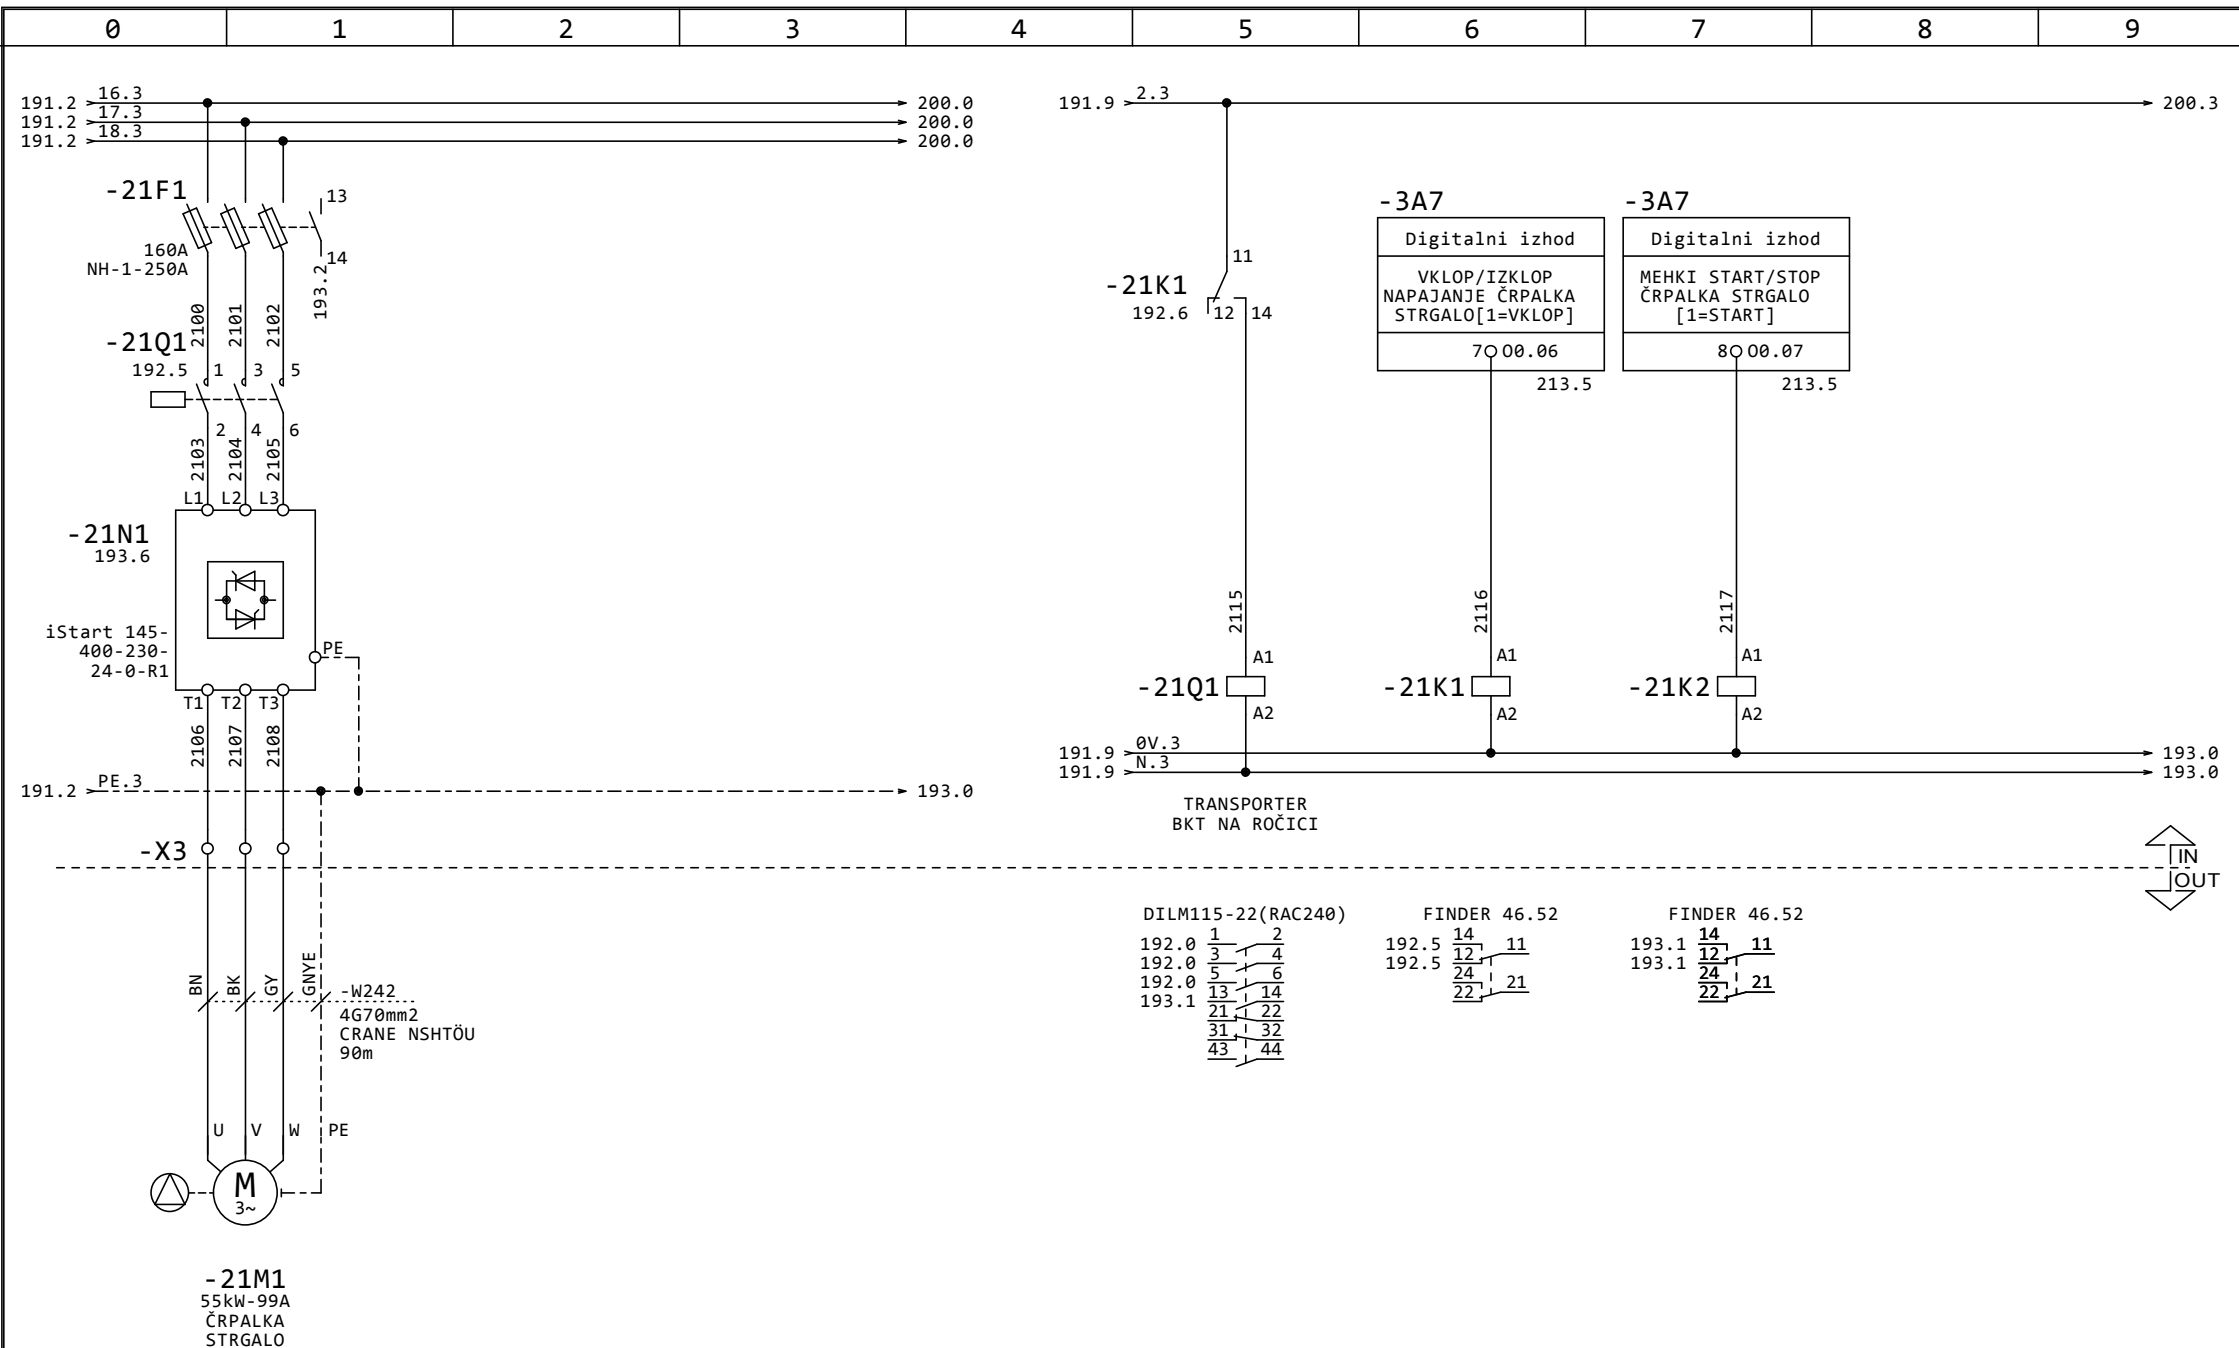 0 1 2 3 4 5 6 7 8 9
191.2 16.3 200.0
191.2 17.3 200.0
191.2 18.3 200.0
191.9 2.3 200.3
-21F1
13
160A
NH-1-250A
14
193.2
2100 2101 2102
-21Q1
192.5
1 3 5
2 4 6
2103 2104 2105
L1 L2 L3
-21N1
193.6
iStart 145-
400-230-
24-0-R1
PE
T1 T2 T3
2106 2107 2108
191.2 PE.3 193.0
-X3
BN BK GY GNYE
-W242
4G70mm2
CRANE NSHTÖU
90m
U V W PE
M
3~
-21M1
55kW-99A
ČRPALKA
STRGALO
-21K1
192.6
11
12 14
2115
A1
-21Q1
A2
-3A7
Digitalni izhod
VKLOP/IZKLOP
NAPAJANJE ČRPALKA
STRGALO[1=VKLOP]
7 O0.06
213.5
2116
A1
-21K1
A2
-3A7
Digitalni izhod
MEHKI START/STOP
ČRPALKA STRGALO
[1=START]
8 O0.07
213.5
2117
A1
-21K2
A2
191.9 0V.3 193.0
191.9 N.3 193.0
TRANSPORTER
BKT NA ROČICI
IN
OUT
DILM115-22(RAC240)
192.0 1 2
192.0 3 4
192.0 5 6
193.1 13 14
21 22
31 32
43 44
FINDER 46.52
192.5 14 11
192.5 12
24 21
22
FINDER 46.52
193.1 14 11
193.1 12
24 21
22